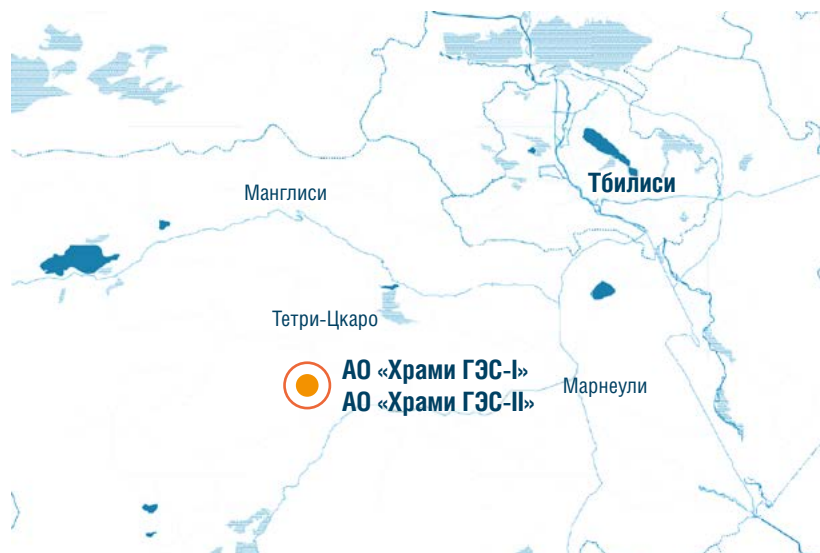 Тбилиси
Манглиси
Тетри-Цкаро
АО «Храми ГЭС-I»
АО «Храми ГЭС-II»
Марнеули